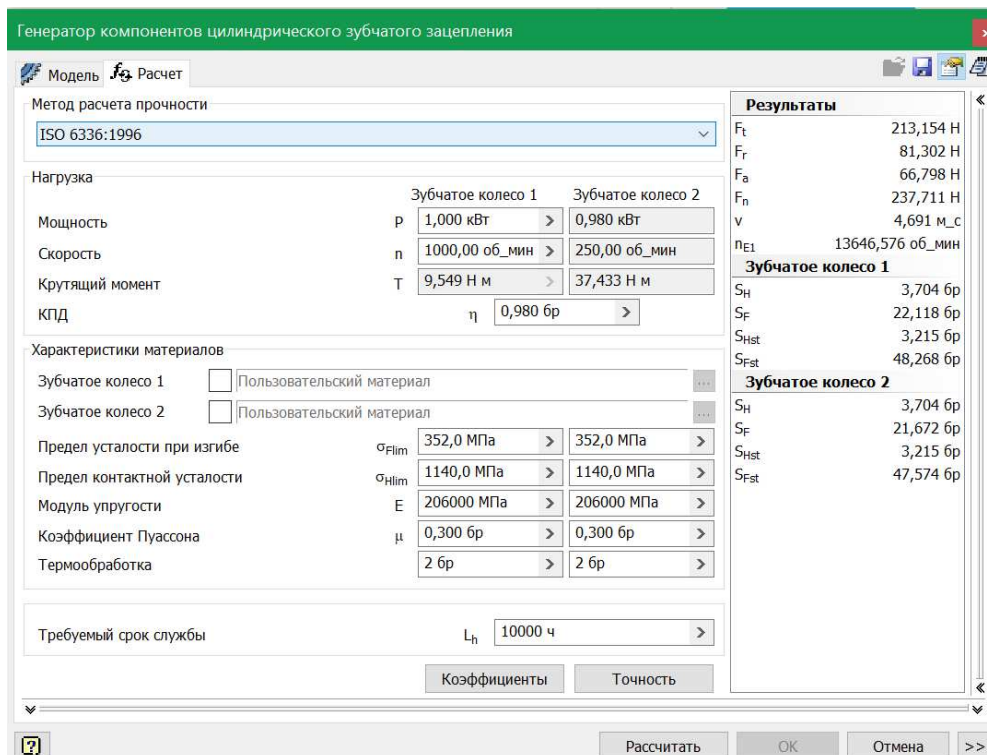 Генератор компонентов цилиндрического зубчатого зацепления
Модель Расчет
Метод расчета прочности
ISO 6336:1996
Нагрузка
Зубчатое колесо 1 Зубчатое колесо 2
Мощность P 1,000 кВт 0,980 кВт
Скорость n 1000,00 об_мин 250,00 об_мин
Крутящий момент T 9,549 Н м 37,433 Н м
КПД η 0,980 бр
Характеристики материалов
Зубчатое колесо 1 Пользовательский материал ...
Зубчатое колесо 2 Пользовательский материал ...
Предел усталости при изгибе σFlim 352,0 МПа 352,0 МПа
Предел контактной усталости σHlim 1140,0 МПа 1140,0 МПа
Модуль упругости E 206000 МПа 206000 МПа
Коэффициент Пуассона μ 0,300 бр 0,300 бр
Термообработка 2 бр 2 бр
Требуемый срок службы Lh 10000 ч
Коэффициенты Точность
Результаты
Ft 213,154 Н
Fr 81,302 Н
Fa 66,798 Н
Fn 237,711 Н
v 4,691 м_с
nE1 13646,576 об_мин
Зубчатое колесо 1
SH 3,704 бр
SF 22,118 бр
SHst 3,215 бр
SFst 48,268 бр
Зубчатое колесо 2
SH 3,704 бр
SF 21,672 бр
SHst 3,215 бр
SFst 47,574 бр
? Рассчитать ОК Отмена >>